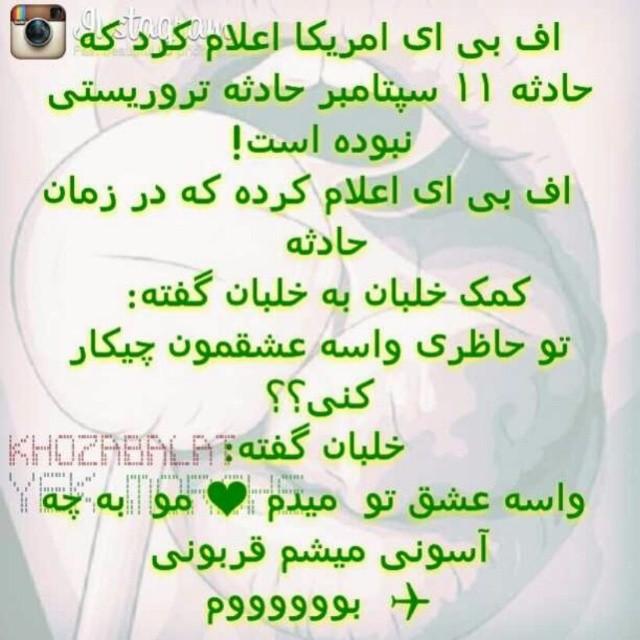 Instagram
اف بی ای امریکا اعلام کرد که
حادثه ۱۱ سپتامبر حادثه تروریستی
نبوده است!
اف بی ای اعلام کرده که در زمان
حادثه
کمک خلبان به خلبان گفته:
تو حاظری واسه عشقمون چیکار
کنی؟؟
خلبان گفته:
KHOZABALAT
واسه عشق تو میدم ♥ مو به چه
آسونی میشم قربونی
✈ بوووووووم